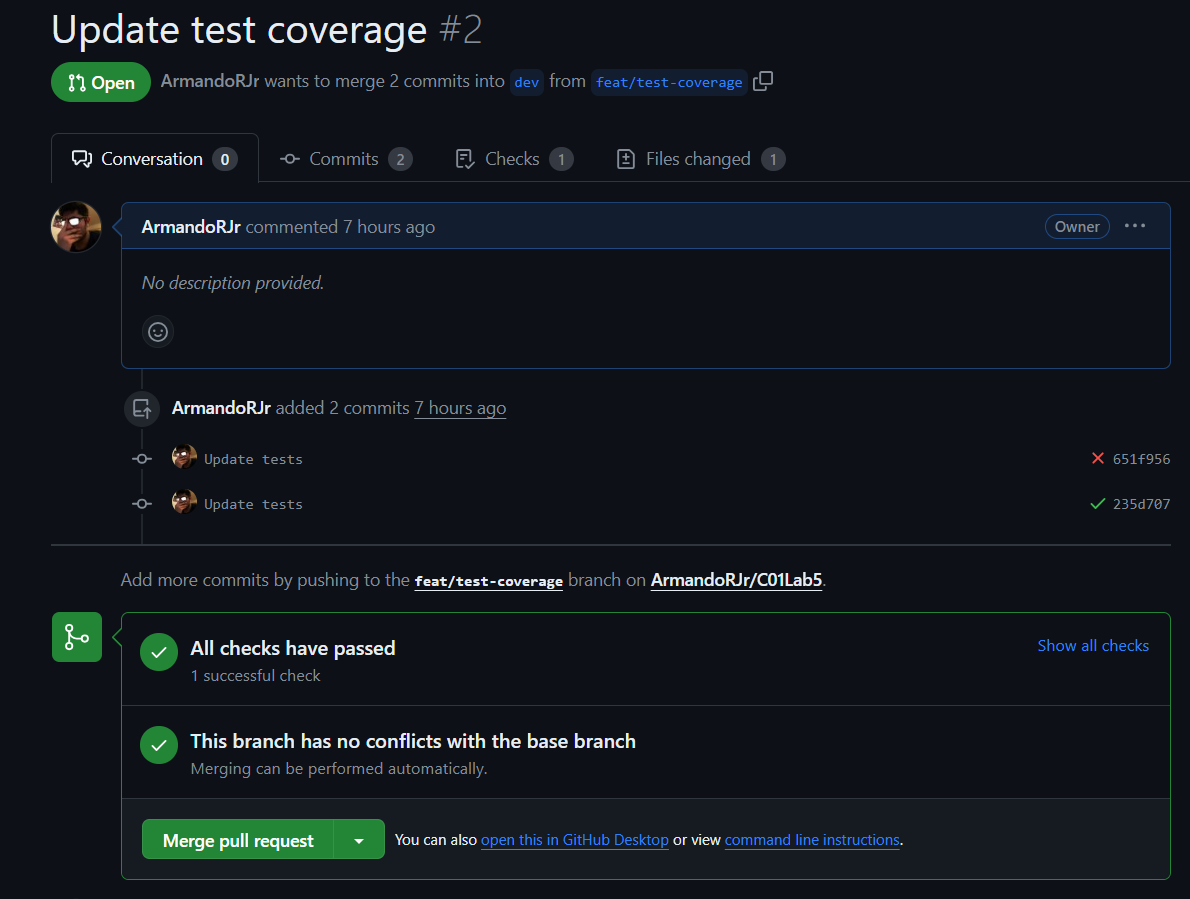 Update test coverage #2
Open ArmandoRJr wants to merge 2 commits into dev from feat/test-coverage
Conversation 0 Commits 2 Checks 1 Files changed 1
ArmandoRJr commented 7 hours ago Owner
No description provided.
ArmandoRJr added 2 commits 7 hours ago
Update tests 651f956
Update tests 235d707
Add more commits by pushing to the feat/test-coverage branch on ArmandoRJr/C01Lab5.
All checks have passed Show all checks
1 successful check
This branch has no conflicts with the base branch
Merging can be performed automatically.
Merge pull request You can also open this in GitHub Desktop or view command line instructions.